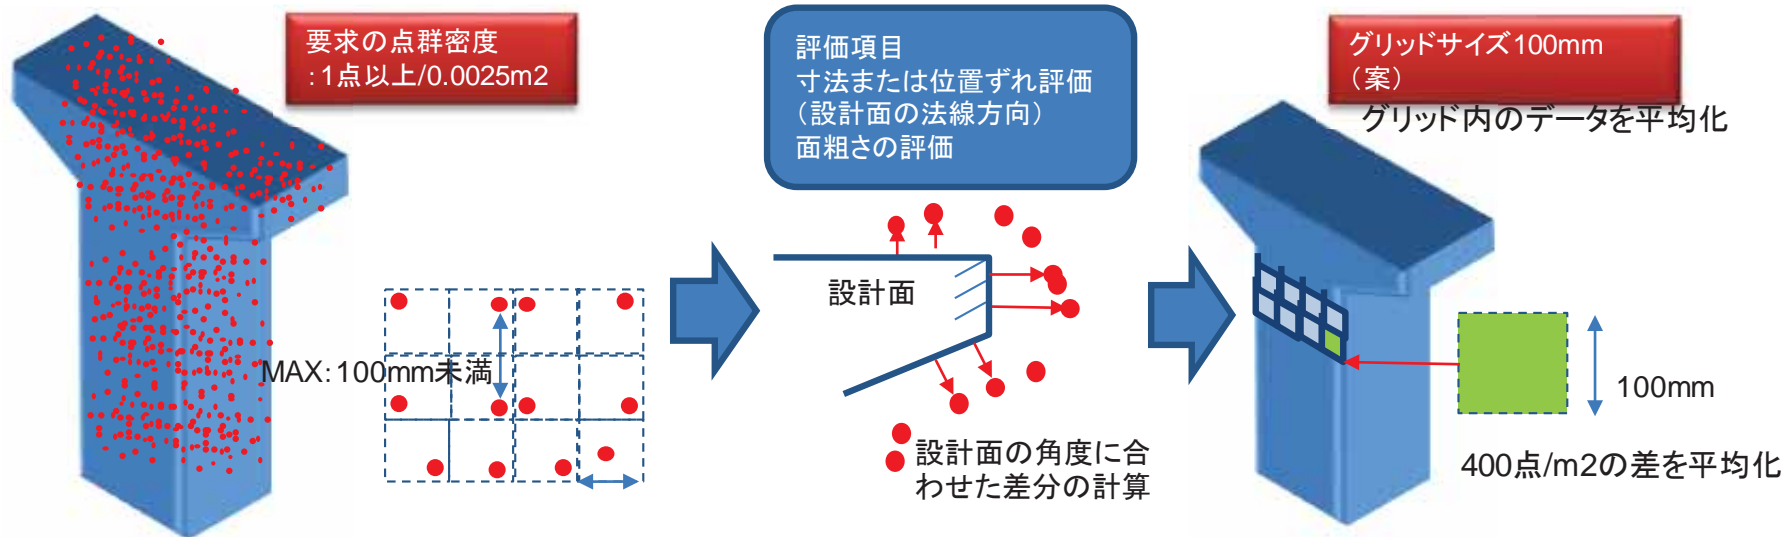 要求の点群密度
：1点以上/0.0025m2
MAX：100mm未満
評価項目
寸法または位置ずれ評価
（設計面の法線方向）
面粗さの評価
設計面
設計面の角度に合
わせた差分の計算
グリッドサイズ100mm
（案）
グリッド内のデータを平均化
100mm
400点/m2の差を平均化